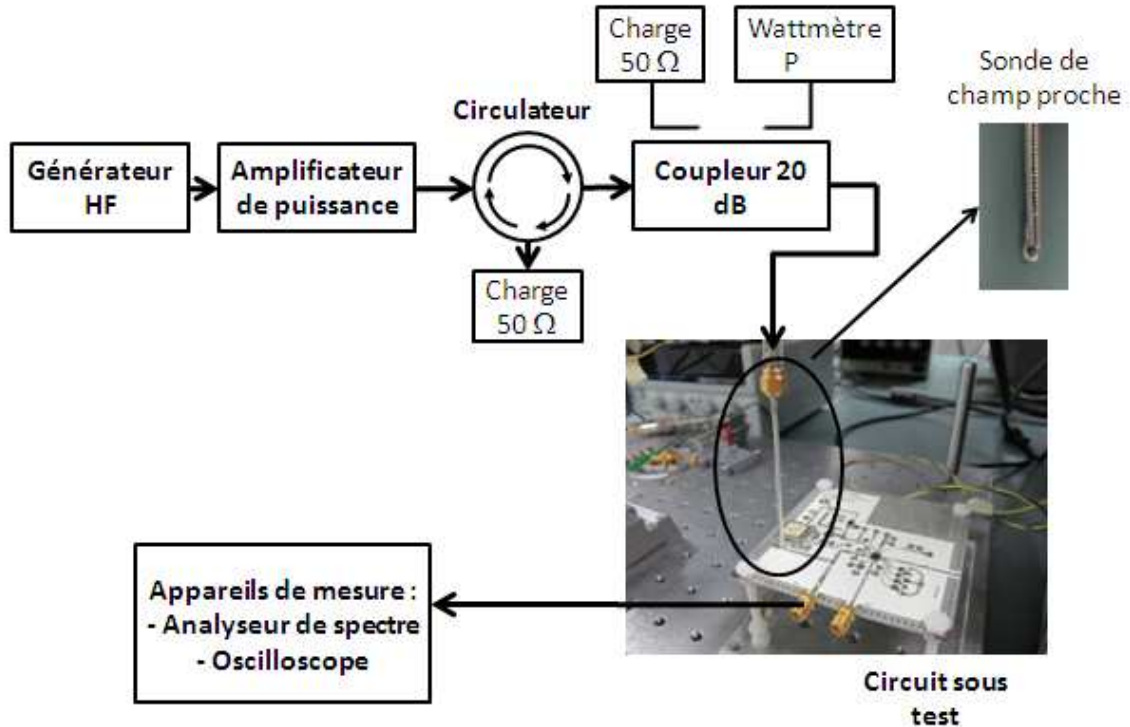 Charge
50 Ω
Wattmètre
P
Sonde de
champ proche
Circulateur
Générateur
HF
Amplificateur
de puissance
Coupleur 20
dB
Charge
50 Ω
Appareils de mesure :
- Analyseur de spectre
- Oscilloscope
Circuit sous
test